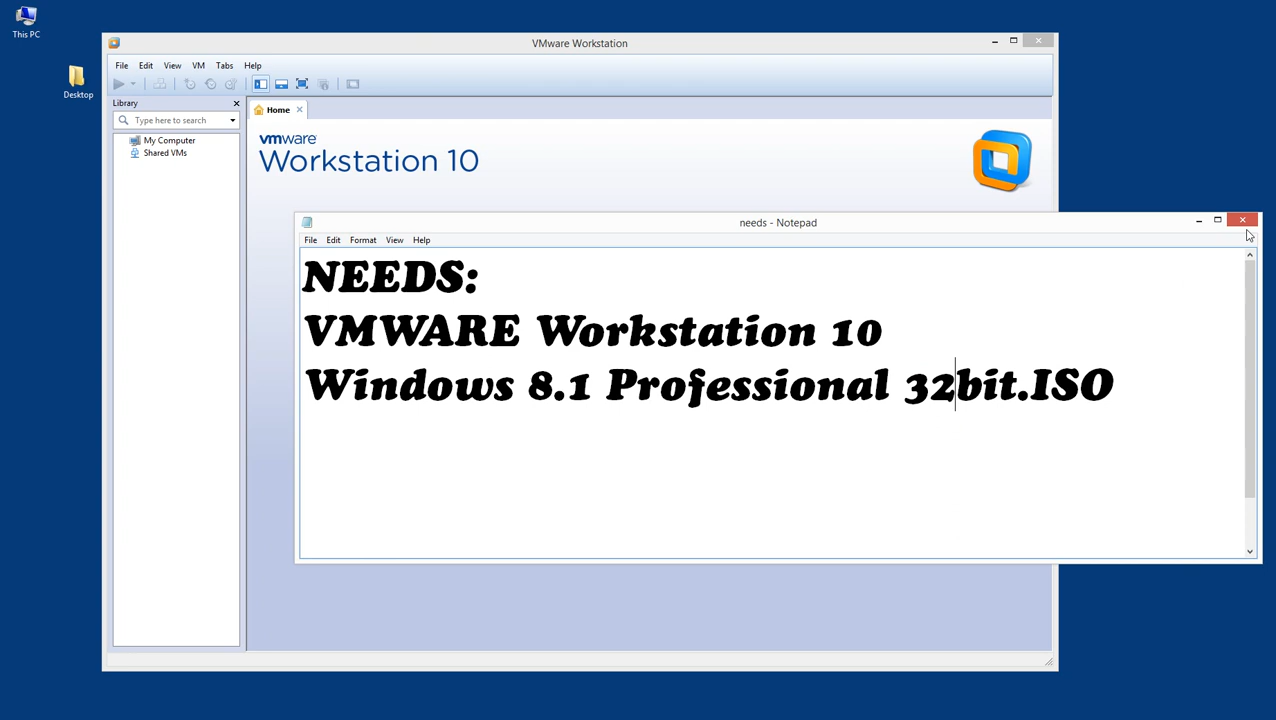 This PC
Desktop
VMware Workstation
File Edit View VM Tabs Help
Library
Type here to search
My Computer
Shared VMs
Home
vmware
Workstation 10
needs - Notepad
File Edit Format View Help
NEEDS:
VMWARE Workstation 10
Windows 8.1 Professional 32bit.ISO